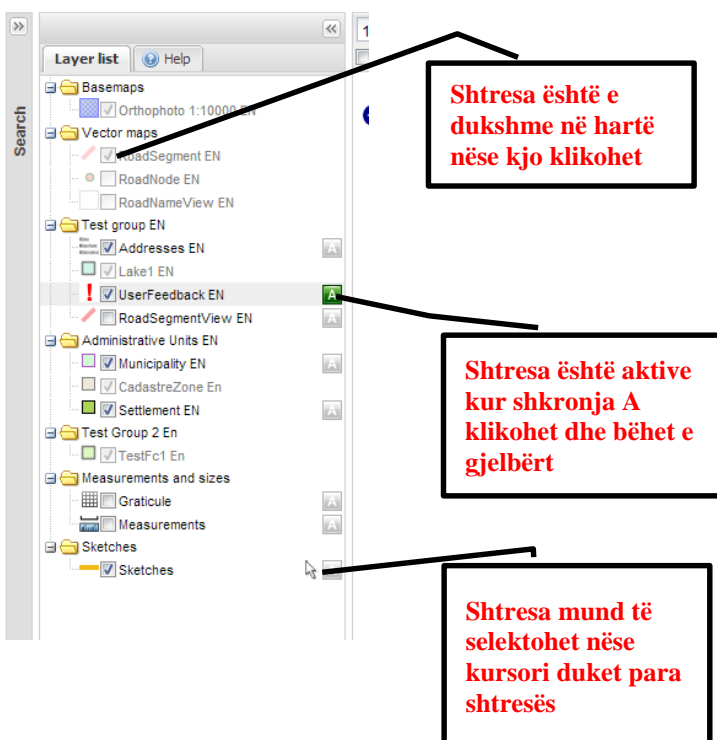 Search
Layer list
Help
Basemaps
Orthophoto 1:10000 EN
Vector maps
RoadSegment EN
RoadNode EN
RoadNameView EN
Test group EN
Addresses EN
A
Lake1 EN
UserFeedback EN
A
RoadSegmentView EN
A
Administrative Units EN
Municipality EN
A
CadastreZone En
Settlement EN
A
Test Group 2 En
TestFc1 En
Measurements and sizes
Graticule
A
Measurements
A
Sketches
Sketches
1
Shtresa është e
dukshme në hartë
nëse kjo klikohet
Shtresa është aktive
kur shkronja A
klikohet dhe bëhet e
gjelbërt
Shtresa mund të
selektohet nëse
kursori duket para
shtresës